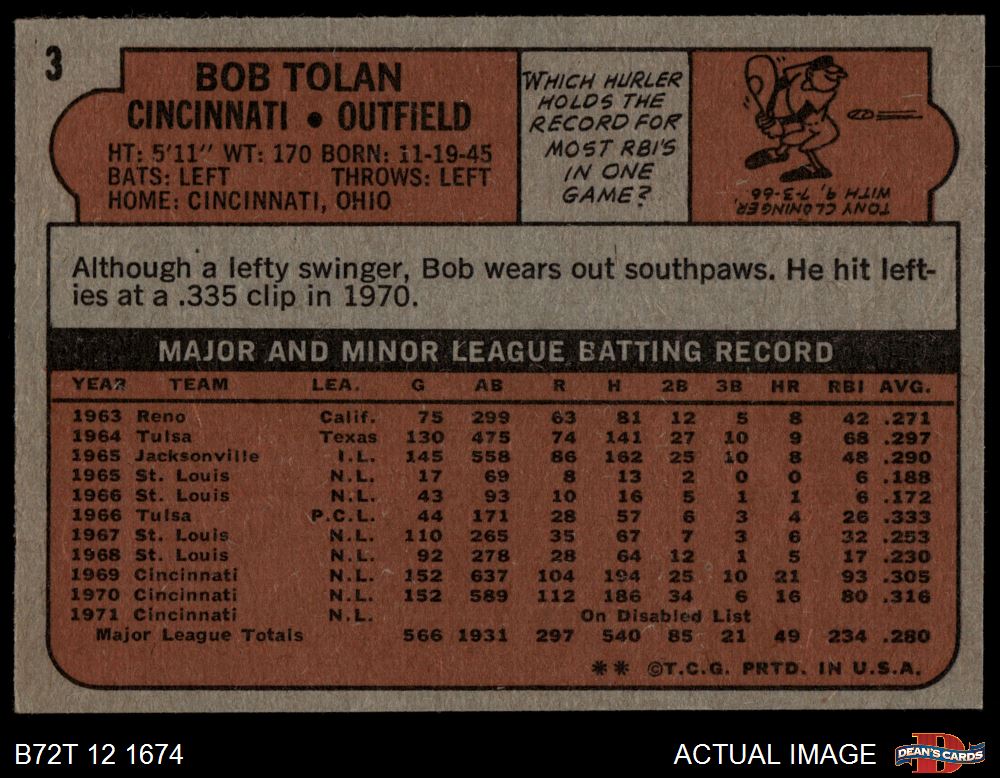 3
BOB TOLAN
CINCINNATI • OUTFIELD
HT: 5'11" WT: 170 BORN: 11-19-45
BATS: LEFT THROWS: LEFT
HOME: CINCINNATI, OHIO
WHICH HURLER
HOLDS THE
RECORD FOR
MOST RBI'S
IN ONE
GAME?
TONY CLONINGER,
WITH 9, 7-3-66
Although a lefty swinger, Bob wears out southpaws. He hit left-
ies at a .335 clip in 1970.
MAJOR AND MINOR LEAGUE BATTING RECORD
YEAR TEAM LEA. G AB R H 2B 3B HR RBI AVG.
1963 Reno Calif. 75 299 63 81 12 5 8 42 .271
1964 Tulsa Texas 130 475 74 141 27 10 9 68 .297
1965 Jacksonville I.L. 145 558 86 162 25 10 8 48 .290
1965 St. Louis N.L. 17 69 8 13 2 0 0 6 .188
1966 St. Louis N.L. 43 93 10 16 5 1 1 6 .172
1966 Tulsa P.C.L. 44 171 28 57 6 3 4 26 .333
1967 St. Louis N.L. 110 265 35 67 7 3 6 32 .253
1968 St. Louis N.L. 92 278 28 64 12 1 5 17 .230
1969 Cincinnati N.L. 152 637 104 194 25 10 21 93 .305
1970 Cincinnati N.L. 152 589 112 186 34 6 16 80 .316
1971 Cincinnati N.L. On Disabled List
Major League Totals 566 1931 297 540 85 21 49 234 .280
** ©T.C.G. PRTD. IN U.S.A.
B72T 12 1674
ACTUAL IMAGE
DEAN'S CARDS